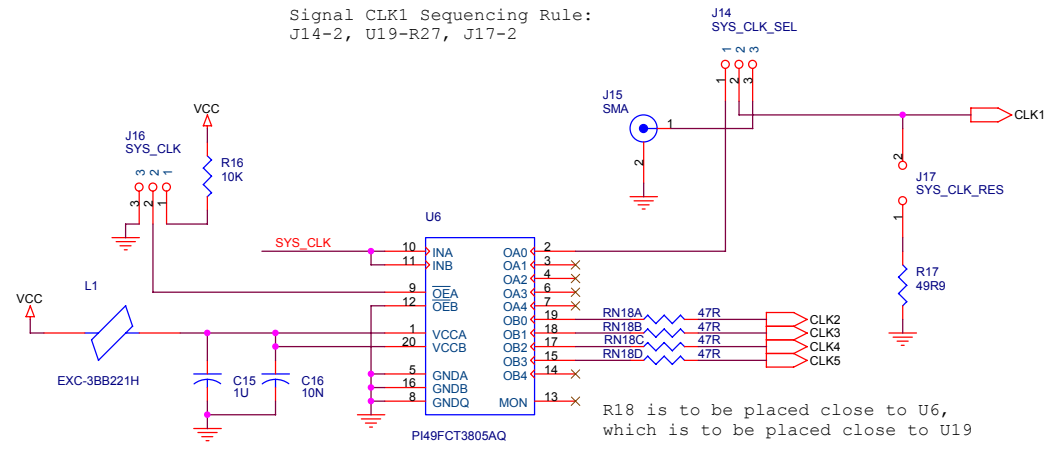 Signal CLK1 Sequencing Rule:
J14-2, U19-R27, J17-2
J14
SYS_CLK_SEL
1 2 3
1 2 3
J15
SMA
1
2
CLK1
VCC
J16
SYS_CLK
3 2 1
3 2 1
R16
10K
2
J17
SYS_CLK_RES
1
R17
49R9
U6
SYS_CLK
10 INA OA0 2
11 INB OA1 3
OA2 4
9 OEA OA3 6
12 OEB OA4 7
OB0 19 RN18A 47R CLK2
1 VCCA OB1 18 RN18B 47R CLK3
20 VCCB OB2 17 RN18C 47R CLK4
OB3 15 RN18D 47R CLK5
5 GNDA OB4 14
16 GNDB
8 GNDQ MON 13
PI49FCT3805AQ
VCC
L1
EXC-3BB221H
C15
1U
C16
10N
R18 is to be placed close to U6,
which is to be placed close to U19